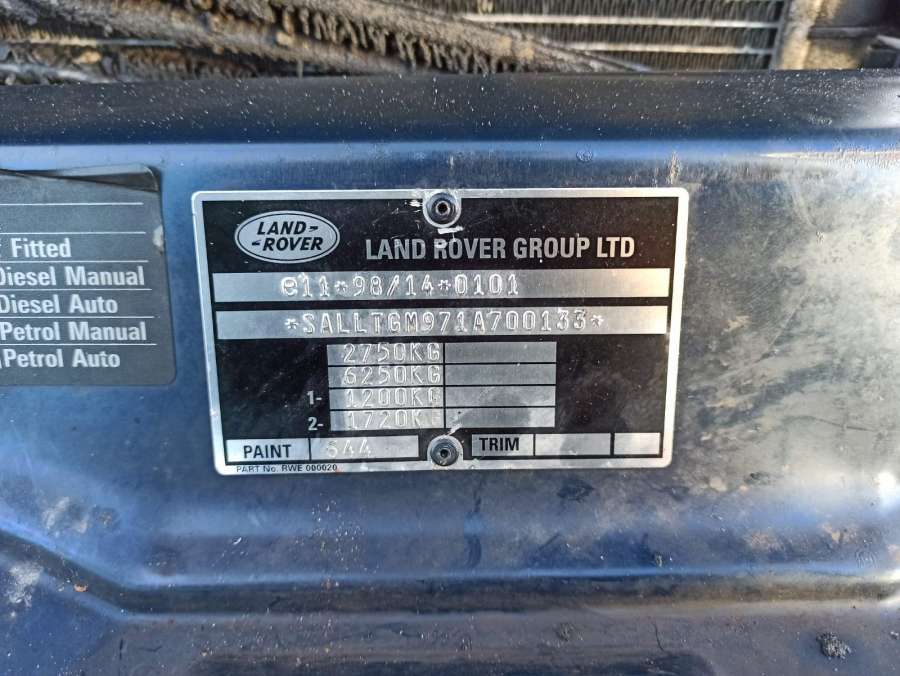 Fitted
Diesel Manual
Diesel Auto
Petrol Manual
Petrol Auto
LAND-
-ROVER
LAND ROVER GROUP LTD
e11*98/14*0101
*SALLTGM971A700133*
2750KG
6250KG
1- 1200KG
2- 1720KG
PAINT 644 TRIM
PART No. RWE 000020